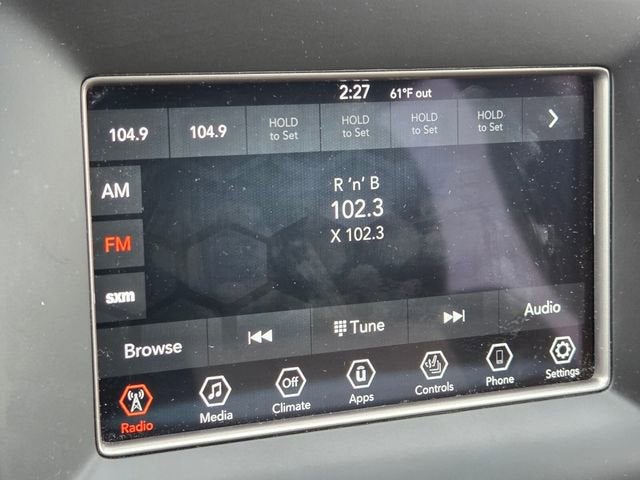 2:27 61°F out
104.9 104.9 HOLD to Set HOLD to Set HOLD to Set HOLD to Set
AM
FM
sxm
R 'n' B
102.3
X 102.3
Browse Tune Audio
Radio Media Off Climate Apps Controls Phone Settings